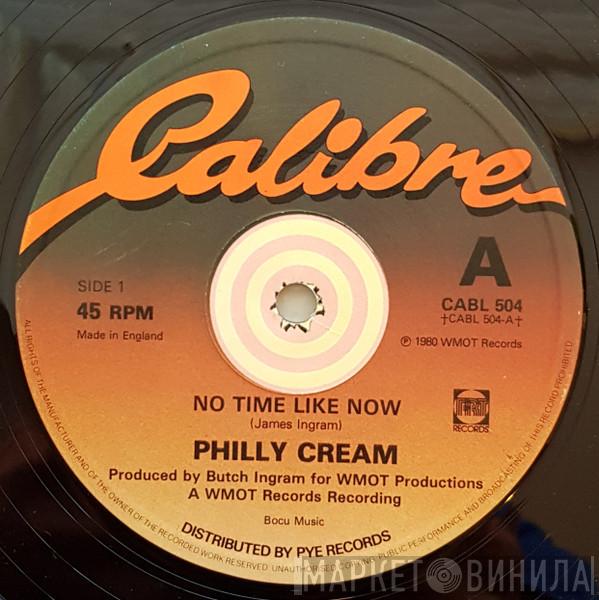 Calibre
SIDE 1
45 RPM
Made in England
A
CABL 504
†CABL 504-A†
℗ 1980 WMOT Records
NO TIME LIKE NOW
(James Ingram)
RECORDS
PHILLY CREAM
Produced by Butch Ingram for WMOT Productions
A WMOT Records Recording
Bocu Music
DISTRIBUTED BY PYE RECORDS
ALL RIGHTS OF THE MANUFACTURER AND OF THE OWNER OF THE RECORDED WORK RESERVED. UNAUTHORISED COPYING PUBLIC PERFORMANCE AND BROADCASTING OF THIS RECORD PROHIBITED
МАРКЕТ ВИНИЛА